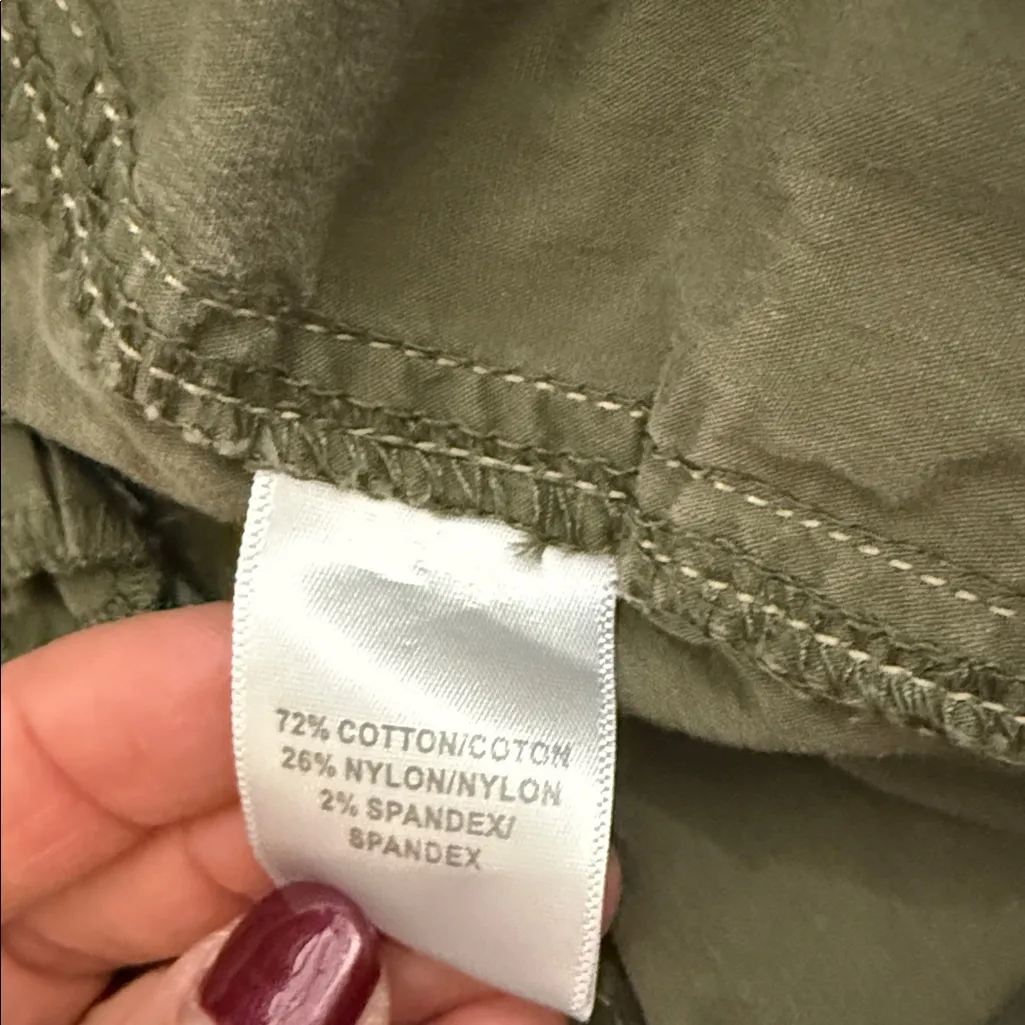 72% COTTON/COTON
26% NYLON/NYLON
2% SPANDEX/
SPANDEX